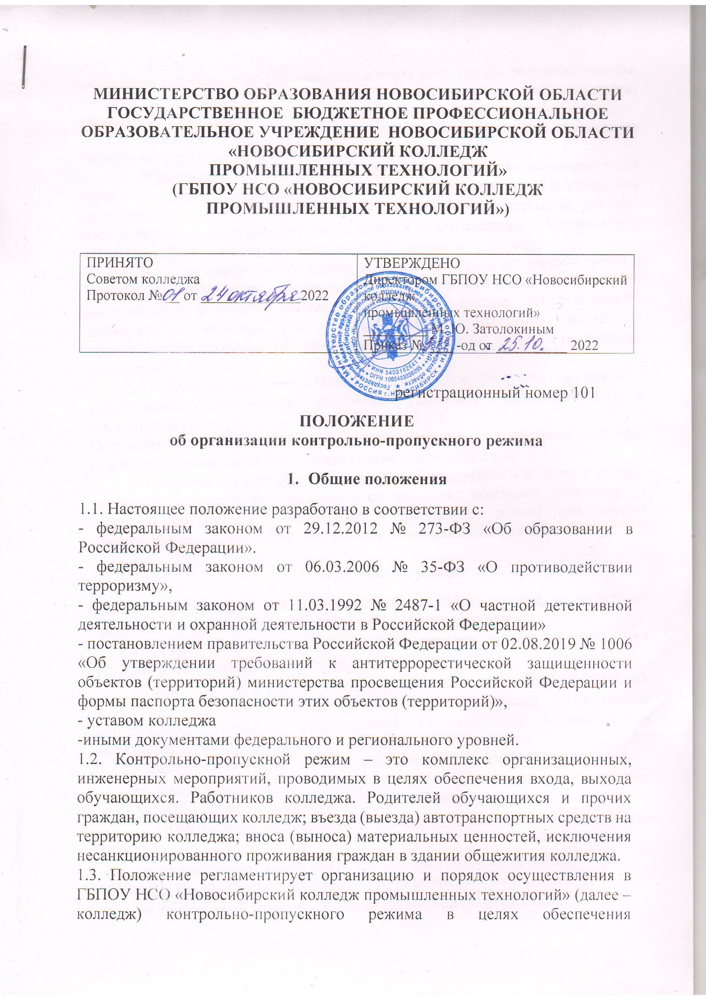 МИНИСТЕРСТВО ОБРАЗОВАНИЯ НОВОСИБИРСКОЙ ОБЛАСТИ
ГОСУДАРСТВЕННОЕ БЮДЖЕТНОЕ ПРОФЕССИОНАЛЬНОЕ
ОБРАЗОВАТЕЛЬНОЕ УЧРЕЖДЕНИЕ НОВОСИБИРСКОЙ ОБЛАСТИ
«НОВОСИБИРСКИЙ КОЛЛЕДЖ
ПРОМЫШЛЕННЫХ ТЕХНОЛОГИЙ»
(ГБПОУ НСО «НОВОСИБИРСКИЙ КОЛЛЕДЖ
ПРОМЫШЛЕННЫХ ТЕХНОЛОГИЙ»)
ПРИНЯТО
Советом колледжа
Протокол № 01 от 24 октября 2022
УТВЕРЖДЕНО
Директором ГБПОУ НСО «Новосибирский
колледж
промышленных технологий»
М. Ю. Затолокиным
Приказ № -од от 25.10. 2022
ИНН 5403182641
ОГРН 1065403038095
РОССИЯ г.НОВОСИБИРСК
регистрационный номер 101
ПОЛОЖЕНИЕ
об организации контрольно-пропускного режима
1. Общие положения
1.1. Настоящее положение разработано в соответствии с:
- федеральным законом от 29.12.2012 № 273-ФЗ «Об образовании в
Российской Федерации».
- федеральным законом от 06.03.2006 № 35-ФЗ «О противодействии
терроризму»,
- федеральным законом от 11.03.1992 № 2487-1 «О частной детективной
деятельности и охранной деятельности в Российской Федерации»
- постановлением правительства Российской Федерации от 02.08.2019 № 1006
«Об утверждении требований к антитеррорестической защищенности
объектов (территорий) министерства просвещения Российской Федерации и
формы паспорта безопасности этих объектов (территорий)»,
- уставом колледжа
-иными документами федерального и регионального уровней.
1.2. Контрольно-пропускной режим – это комплекс организационных,
инженерных мероприятий, проводимых в целях обеспечения входа, выхода
обучающихся. Работников колледжа. Родителей обучающихся и прочих
граждан, посещающих колледж; въезда (выезда) автотранспортных средств на
территорию колледжа; вноса (выноса) материальных ценностей, исключения
несанкционированного проживания граждан в здании общежития колледжа.
1.3. Положение регламентирует организацию и порядок осуществления в
ГБПОУ НСО «Новосибирский колледж промышленных технологий» (далее –
колледж) контрольно-пропускного режима в целях обеспечения